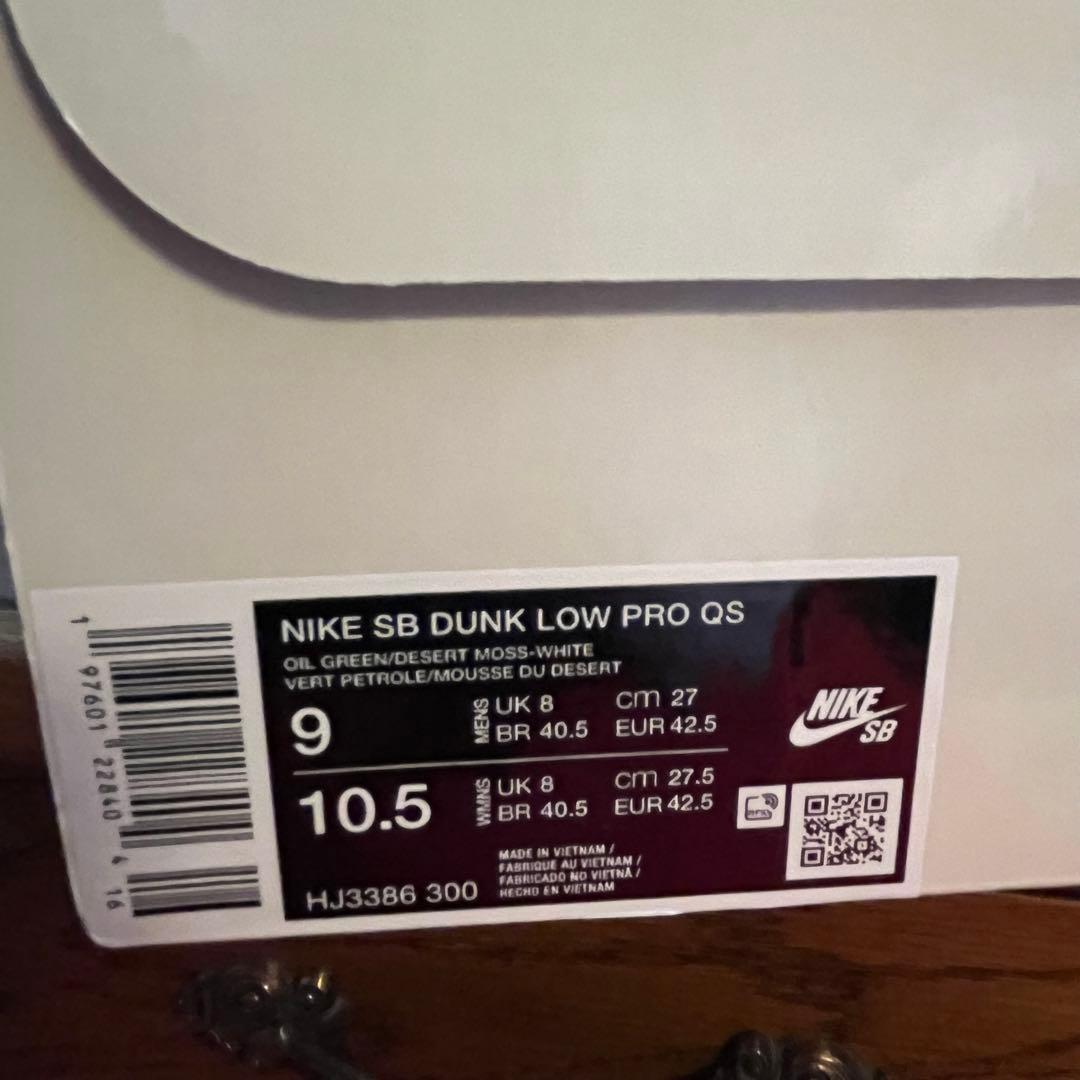 NIKE SB DUNK LOW PRO QS
OIL GREEN/DESERT MOSS-WHITE
VERT PETROLE/MOUSSE DU DESERT
9 MENS UK 8 cm 27
BR 40.5 EUR 42.5
10.5 WMNS UK 8 cm 27.5
BR 40.5 EUR 42.5
MADE IN VIETNAM /
FABRIQUE AU VIETNAM /
FABRICADO NO VIETNÃ /
HECHO EN VIETNAM
HJ3386 300
NIKE
SB
1 97601 22840 4 16